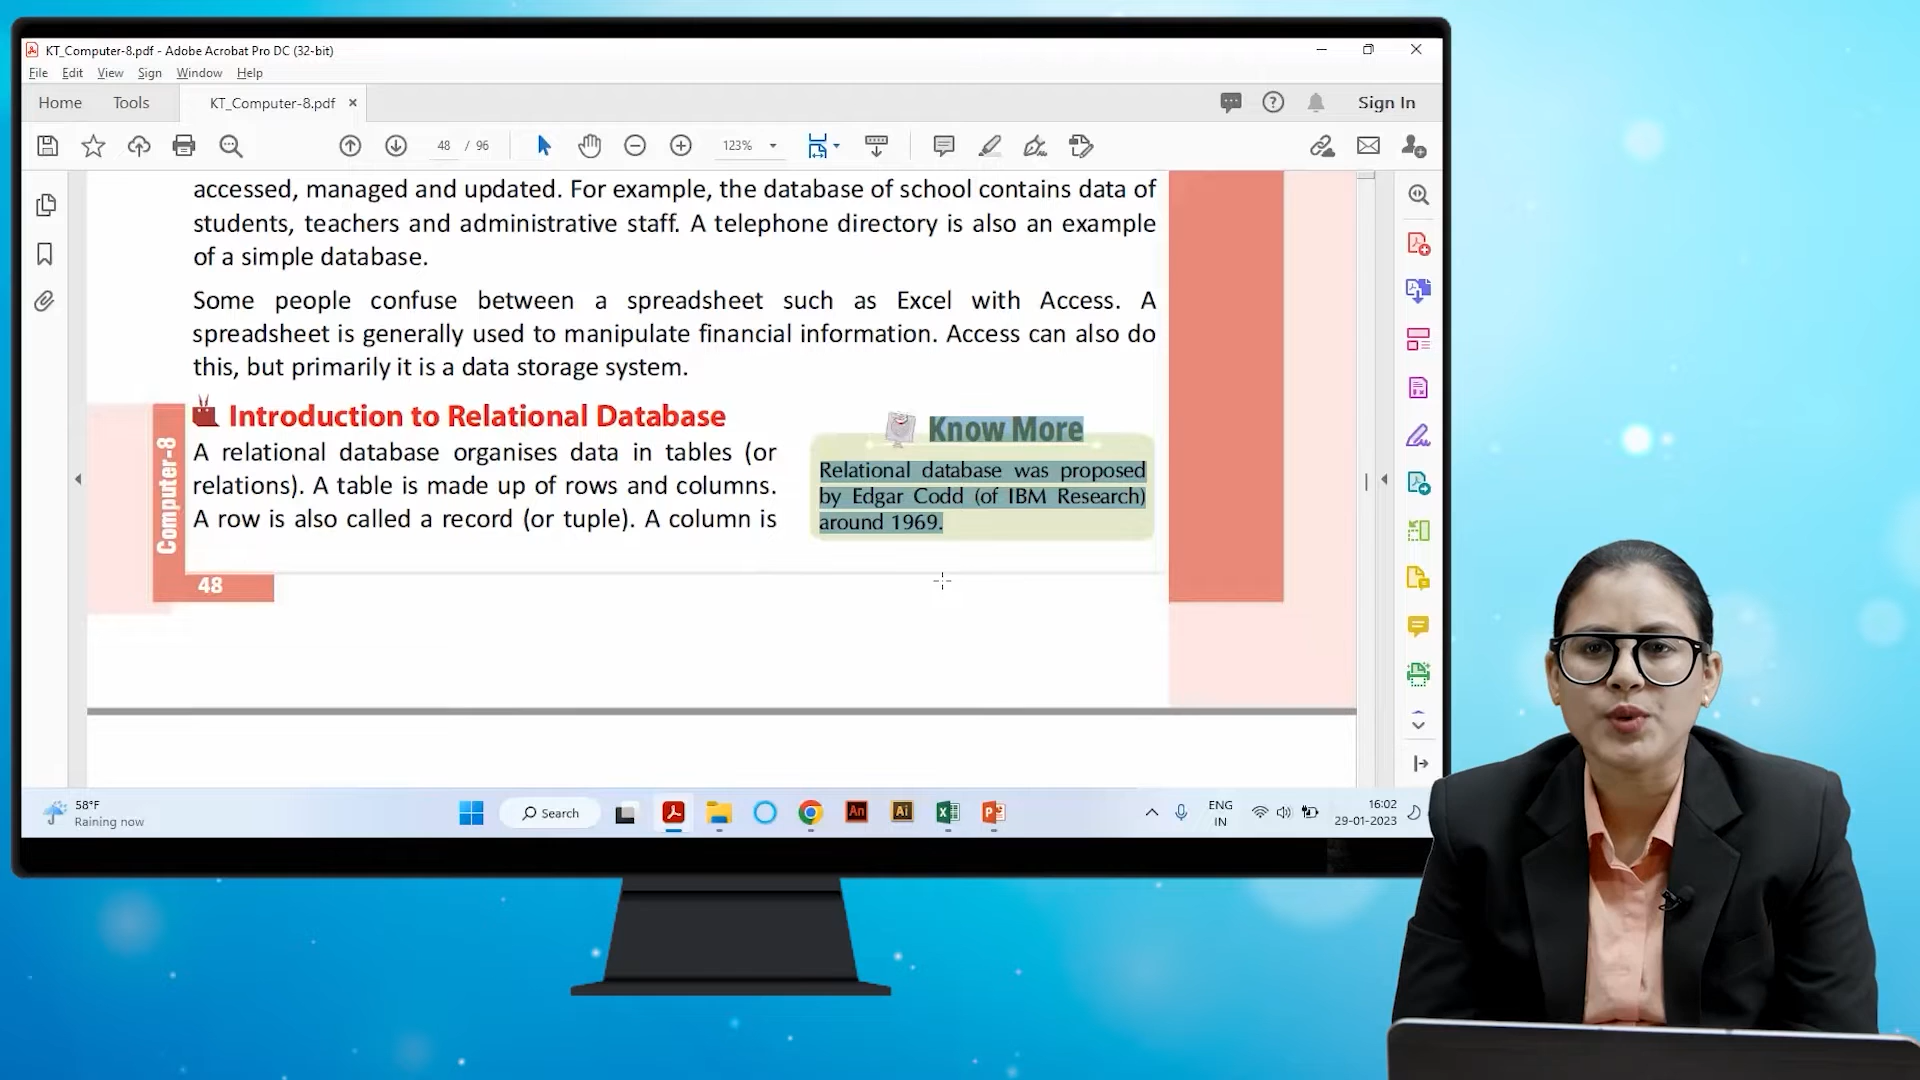 KT_Computer-8.pdf - Adobe Acrobat Pro DC (32-bit)
File Edit View Sign Window Help
Home Tools KT_Computer-8.pdf × Sign In
48 / 96 123%
accessed, managed and updated. For example, the database of school contains data of
students, teachers and administrative staff. A telephone directory is also an example
of a simple database.
Some people confuse between a spreadsheet such as Excel with Access. A
spreadsheet is generally used to manipulate financial information. Access can also do
this, but primarily it is a data storage system.
Introduction to Relational Database
A relational database organises data in tables (or
relations). A table is made up of rows and columns.
A row is also called a record (or tuple). A column is
Know More
Relational database was proposed
by Edgar Codd (of IBM Research)
around 1969.
Computer-8
48
58°F
Raining now
Search
An
Ai
ENG
IN
16:02
29-01-2023